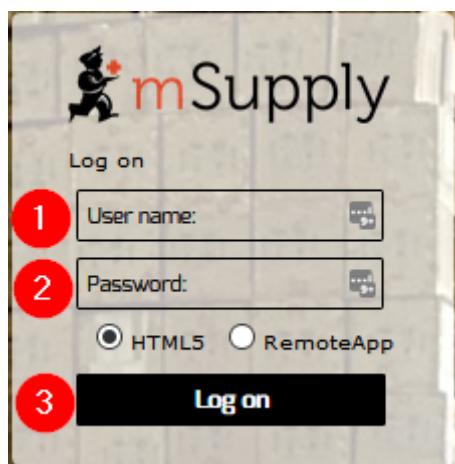 mSupply
Log on
1 User name:
2 Password:
HTML5 RemoteApp
3 Log on